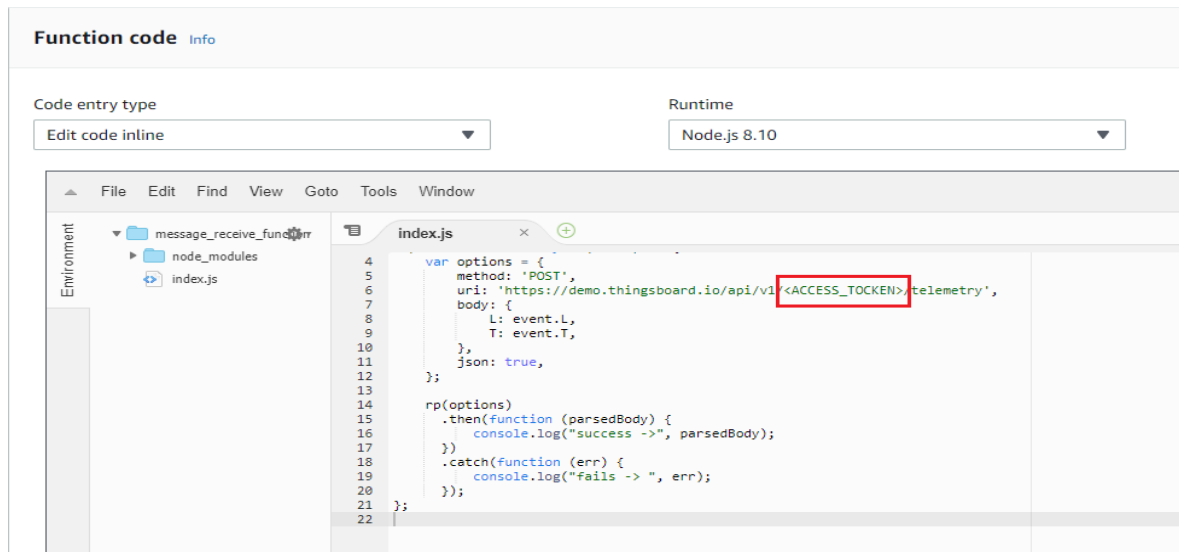 Function code Info
Code entry type
Runtime
Edit code inline
Node.js 8.10
File Edit Find View Goto Tools Window
Environment
message_receive_function
node_modules
index.js
index.js
4 var options = {
5 method: 'POST',
6 uri: 'https://demo.thingsboard.io/api/v1/<ACCESS_TOCKEN>/telemetry',
7 body: {
8 L: event.L,
9 T: event.T,
10 },
11 json: true,
12 };
13
14 rp(options)
15 .then(function (parsedBody) {
16 console.log("success ->", parsedBody);
17 })
18 .catch(function (err) {
19 console.log("fails -> ", err);
20 });
21 };
22